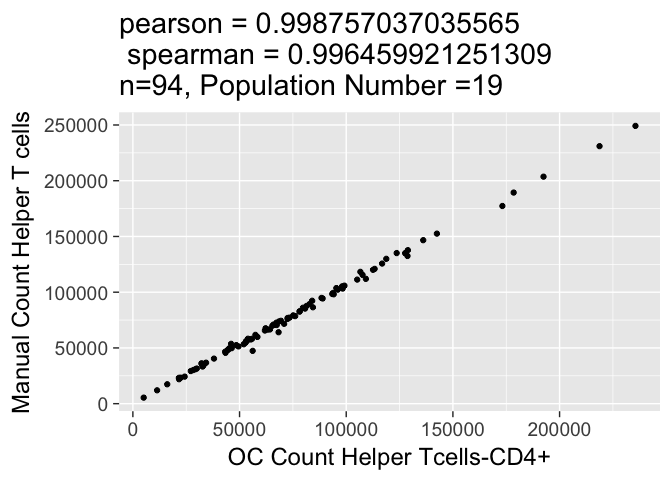 pearson = 0.998757037035565
spearman = 0.996459921251309
n=94, Population Number =19
250000
200000
150000
100000
50000
0
Manual Count Helper T cells
0 50000 100000 150000 200000
OC Count Helper Tcells-CD4+